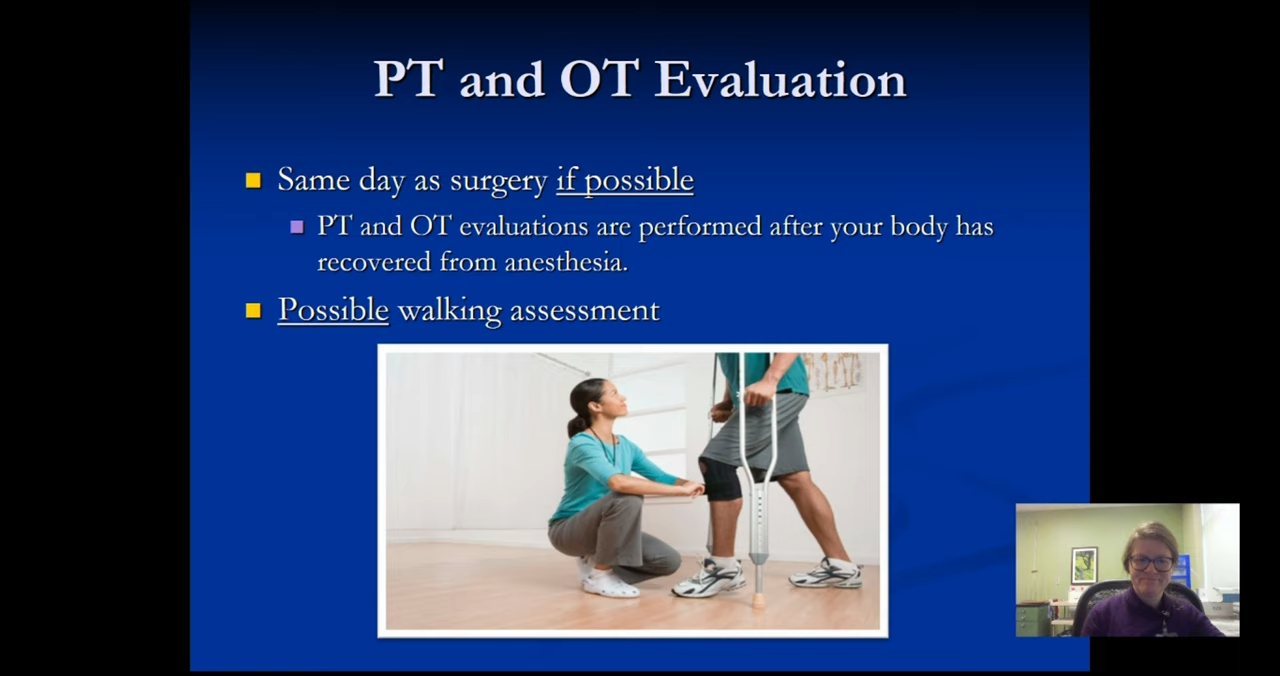 PT and OT Evaluation
Same day as surgery if possible
PT and OT evaluations are performed after your body has
recovered from anesthesia.
Possible walking assessment